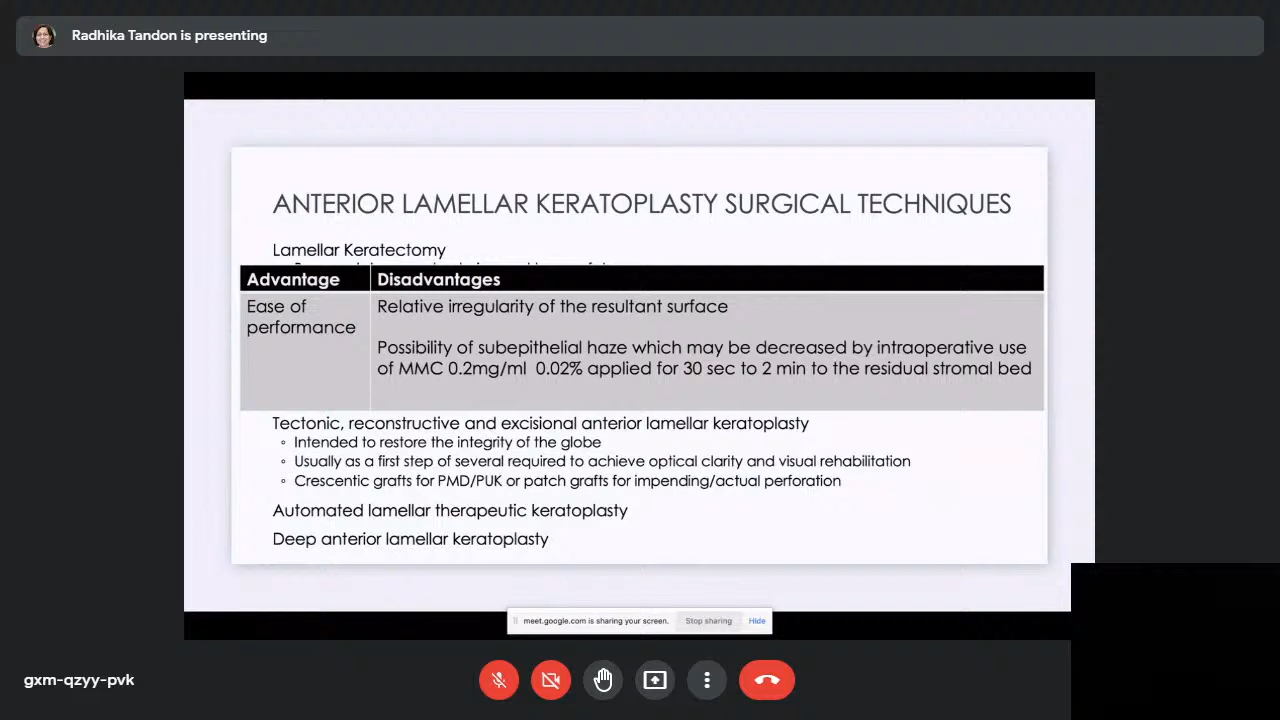 Radhika Tandon is presenting
ANTERIOR LAMELLAR KERATOPLASTY SURGICAL TECHNIQUES
Lamellar Keratectomy
Advantage Disadvantages
Ease of performance
Relative irregularity of the resultant surface
Possibility of subepithelial haze which may be decreased by intraoperative use
of MMC 0.2mg/ml 0.02% applied for 30 sec to 2 min to the residual stromal bed
Tectonic, reconstructive and excisional anterior lamellar keratoplasty
◦ Intended to restore the integrity of the globe
◦ Usually as a first step of several required to achieve optical clarity and visual rehabilitation
◦ Crescentic grafts for PMD/PUK or patch grafts for impending/actual perforation
Automated lamellar therapeutic keratoplasty
Deep anterior lamellar keratoplasty
meet.google.com is sharing your screen. Stop sharing Hide
gxm-qzyy-pvk